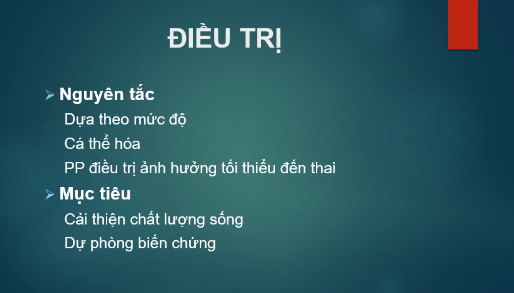 ĐIỀU TRỊ
Nguyên tắc
Dựa theo mức độ
Cá thể hóa
PP điều trị ảnh hưởng tối thiểu đến thai
Mục tiêu
Cải thiện chất lượng sống
Dự phòng biến chứng